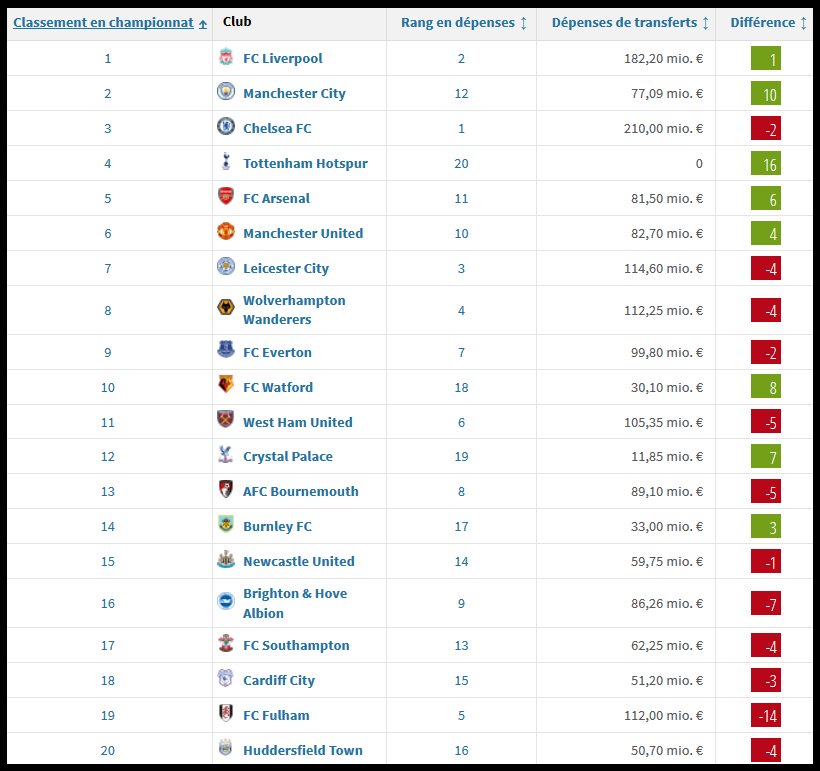 Classement en championnat Club Rang en dépenses Dépenses de transferts Différence
1 FC Liverpool 2 182,20 mio. € 1
2 Manchester City 12 77,09 mio. € 10
3 Chelsea FC 1 210,00 mio. € -2
4 Tottenham Hotspur 20 0 16
5 FC Arsenal 11 81,50 mio. € 6
6 Manchester United 10 82,70 mio. € 4
7 Leicester City 3 114,60 mio. € -4
8 Wolverhampton
Wanderers 4 112,25 mio. € -4
9 FC Everton 7 99,80 mio. € -2
10 FC Watford 18 30,10 mio. € 8
11 West Ham United 6 105,35 mio. € -5
12 Crystal Palace 19 11,85 mio. € 7
13 AFC Bournemouth 8 89,10 mio. € -5
14 Burnley FC 17 33,00 mio. € 3
15 Newcastle United 14 59,75 mio. € -1
16 Brighton & Hove
Albion 9 86,26 mio. € -7
17 FC Southampton 13 62,25 mio. € -4
18 Cardiff City 15 51,20 mio. € -3
19 FC Fulham 5 112,00 mio. € -14
20 Huddersfield Town 16 50,70 mio. € -4